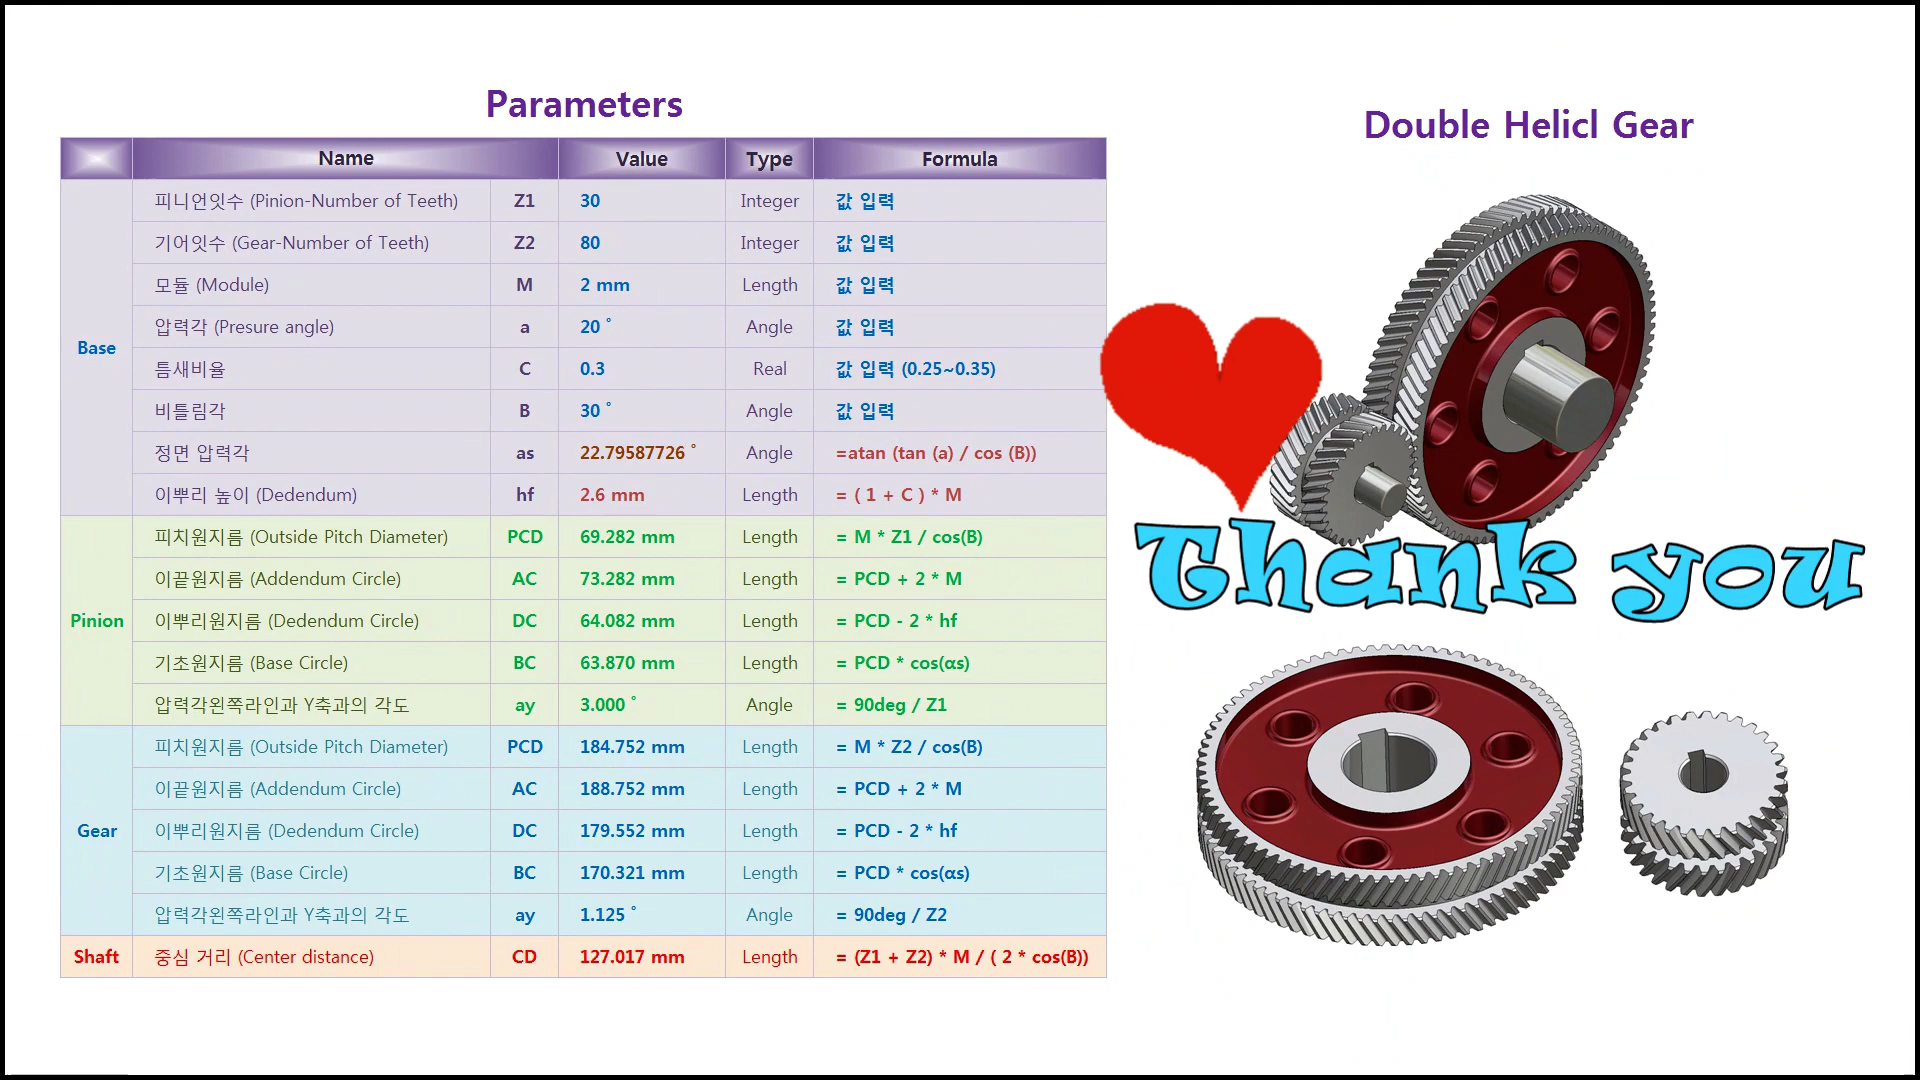 Parameters
Double Helicl Gear
Name Value Type Formula
Base
피니언잇수 (Pinion-Number of Teeth) Z1 30 Integer 값 입력
기어잇수 (Gear-Number of Teeth) Z2 80 Integer 값 입력
모듈 (Module) M 2 mm Length 값 입력
압력각 (Presure angle) a 20 ˚ Angle 값 입력
틈새비율 C 0.3 Real 값 입력 (0.25~0.35)
비틀림각 B 30 ˚ Angle 값 입력
정면 압력각 as 22.79587726 ˚ Angle =atan (tan (a) / cos (B))
이뿌리 높이 (Dedendum) hf 2.6 mm Length = ( 1 + C ) * M
Pinion
피치원지름 (Outside Pitch Diameter) PCD 69.282 mm Length = M * Z1 / cos(B)
이끝원지름 (Addendum Circle) AC 73.282 mm Length = PCD + 2 * M
이뿌리원지름 (Dedendum Circle) DC 64.082 mm Length = PCD - 2 * hf
기초원지름 (Base Circle) BC 63.870 mm Length = PCD * cos(αs)
압력각왼쪽라인과 Y축과의 각도 ay 3.000 ˚ Angle = 90deg / Z1
Gear
피치원지름 (Outside Pitch Diameter) PCD 184.752 mm Length = M * Z2 / cos(B)
이끝원지름 (Addendum Circle) AC 188.752 mm Length = PCD + 2 * M
이뿌리원지름 (Dedendum Circle) DC 179.552 mm Length = PCD - 2 * hf
기초원지름 (Base Circle) BC 170.321 mm Length = PCD * cos(αs)
압력각왼쪽라인과 Y축과의 각도 ay 1.125 ˚ Angle = 90deg / Z2
Shaft 중심 거리 (Center distance) CD 127.017 mm Length = (Z1 + Z2) * M / ( 2 * cos(B))
Thank you